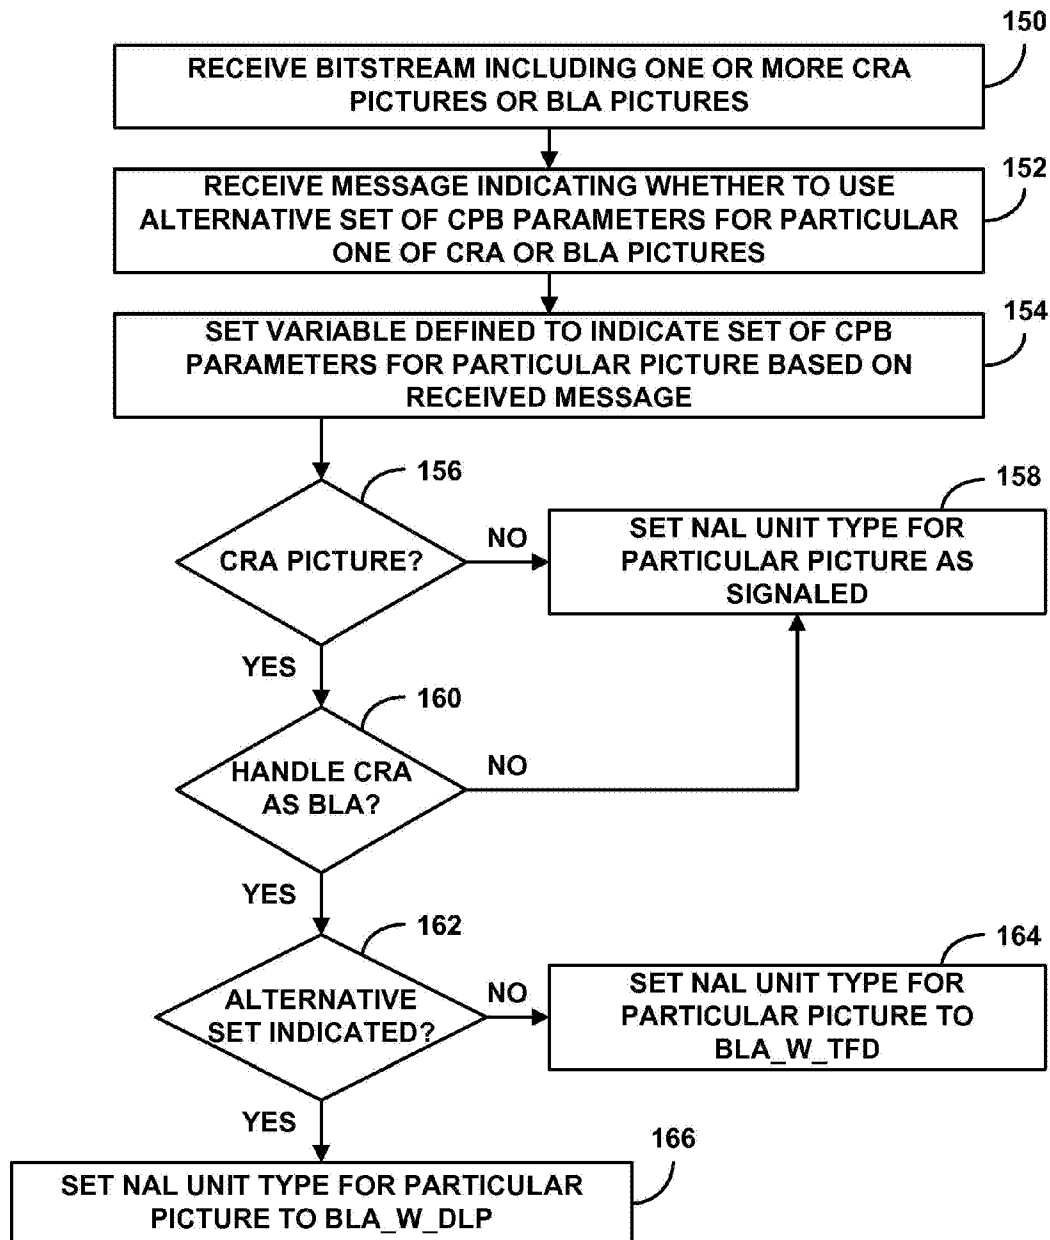 150
RECEIVE BITSTREAM INCLUDING ONE OR MORE CRA
PICTURES OR BLA PICTURES
152
RECEIVE MESSAGE INDICATING WHETHER TO USE
ALTERNATIVE SET OF CPB PARAMETERS FOR PARTICULAR
ONE OF CRA OR BLA PICTURES
154
SET VARIABLE DEFINED TO INDICATE SET OF CPB
PARAMETERS FOR PARTICULAR PICTURE BASED ON
RECEIVED MESSAGE
156
CRA PICTURE?
NO
158
SET NAL UNIT TYPE FOR
PARTICULAR PICTURE AS
SIGNALED
YES
160
HANDLE CRA
AS BLA?
NO
YES
162
ALTERNATIVE
SET INDICATED?
NO
164
SET NAL UNIT TYPE FOR
PARTICULAR PICTURE TO
BLA_W_TFD
YES
166
SET NAL UNIT TYPE FOR PARTICULAR
PICTURE TO BLA_W_DLP